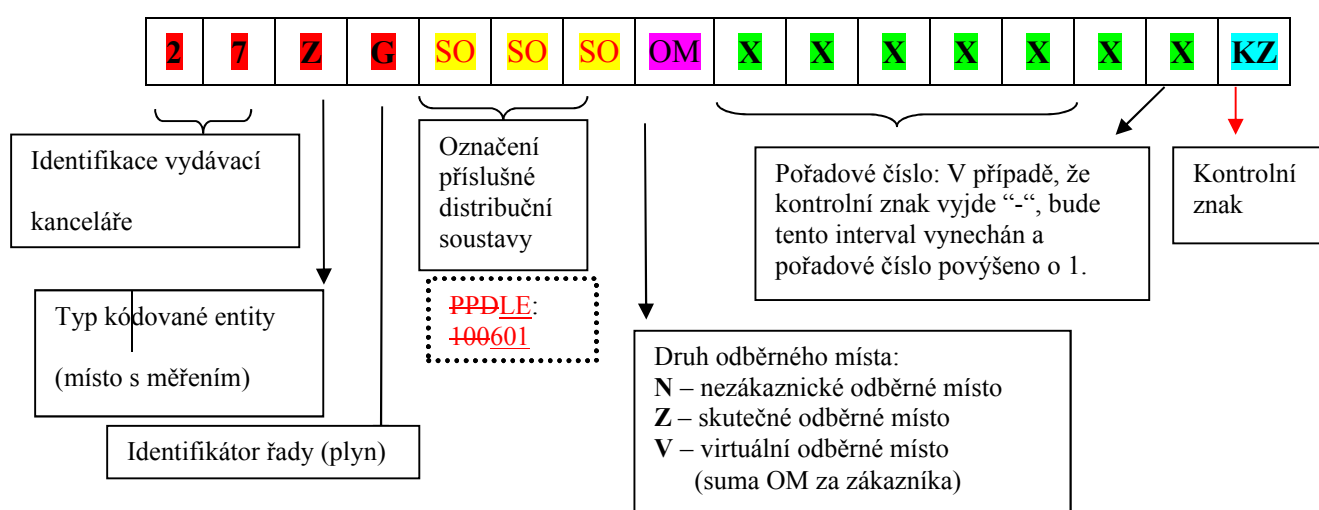 2 7 Z G SO SO SO OM X X X X X X X KZ
Identifikace vydávací
kanceláře
Označení
příslušné
distribuční
soustavy
Pořadové číslo: V případě, že
kontrolní znak vyjde “-“, bude
tento interval vynechán a
pořadové číslo povýšeno o 1.
Kontrolní
znak
PPDLE:
100601
Typ kódované entity
(místo s měřením)
Druh odběrného místa:
N – nezákaznické odběrné místo
Z – skutečné odběrné místo
V – virtuální odběrné místo
(suma OM za zákazníka)
Identifikátor řady (plyn)